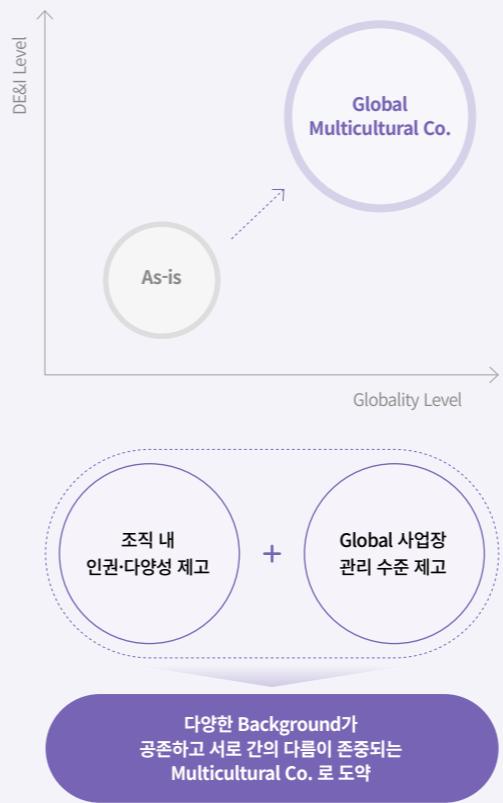 DE&I Level
Global
Multicultural Co.
As-is
Globality Level
조직 내
인권·다양성 제고
+
Global 사업장
관리 수준 제고
다양한 Background가
공존하고 서로 간의 다름이 존중되는
Multicultural Co. 로 도약